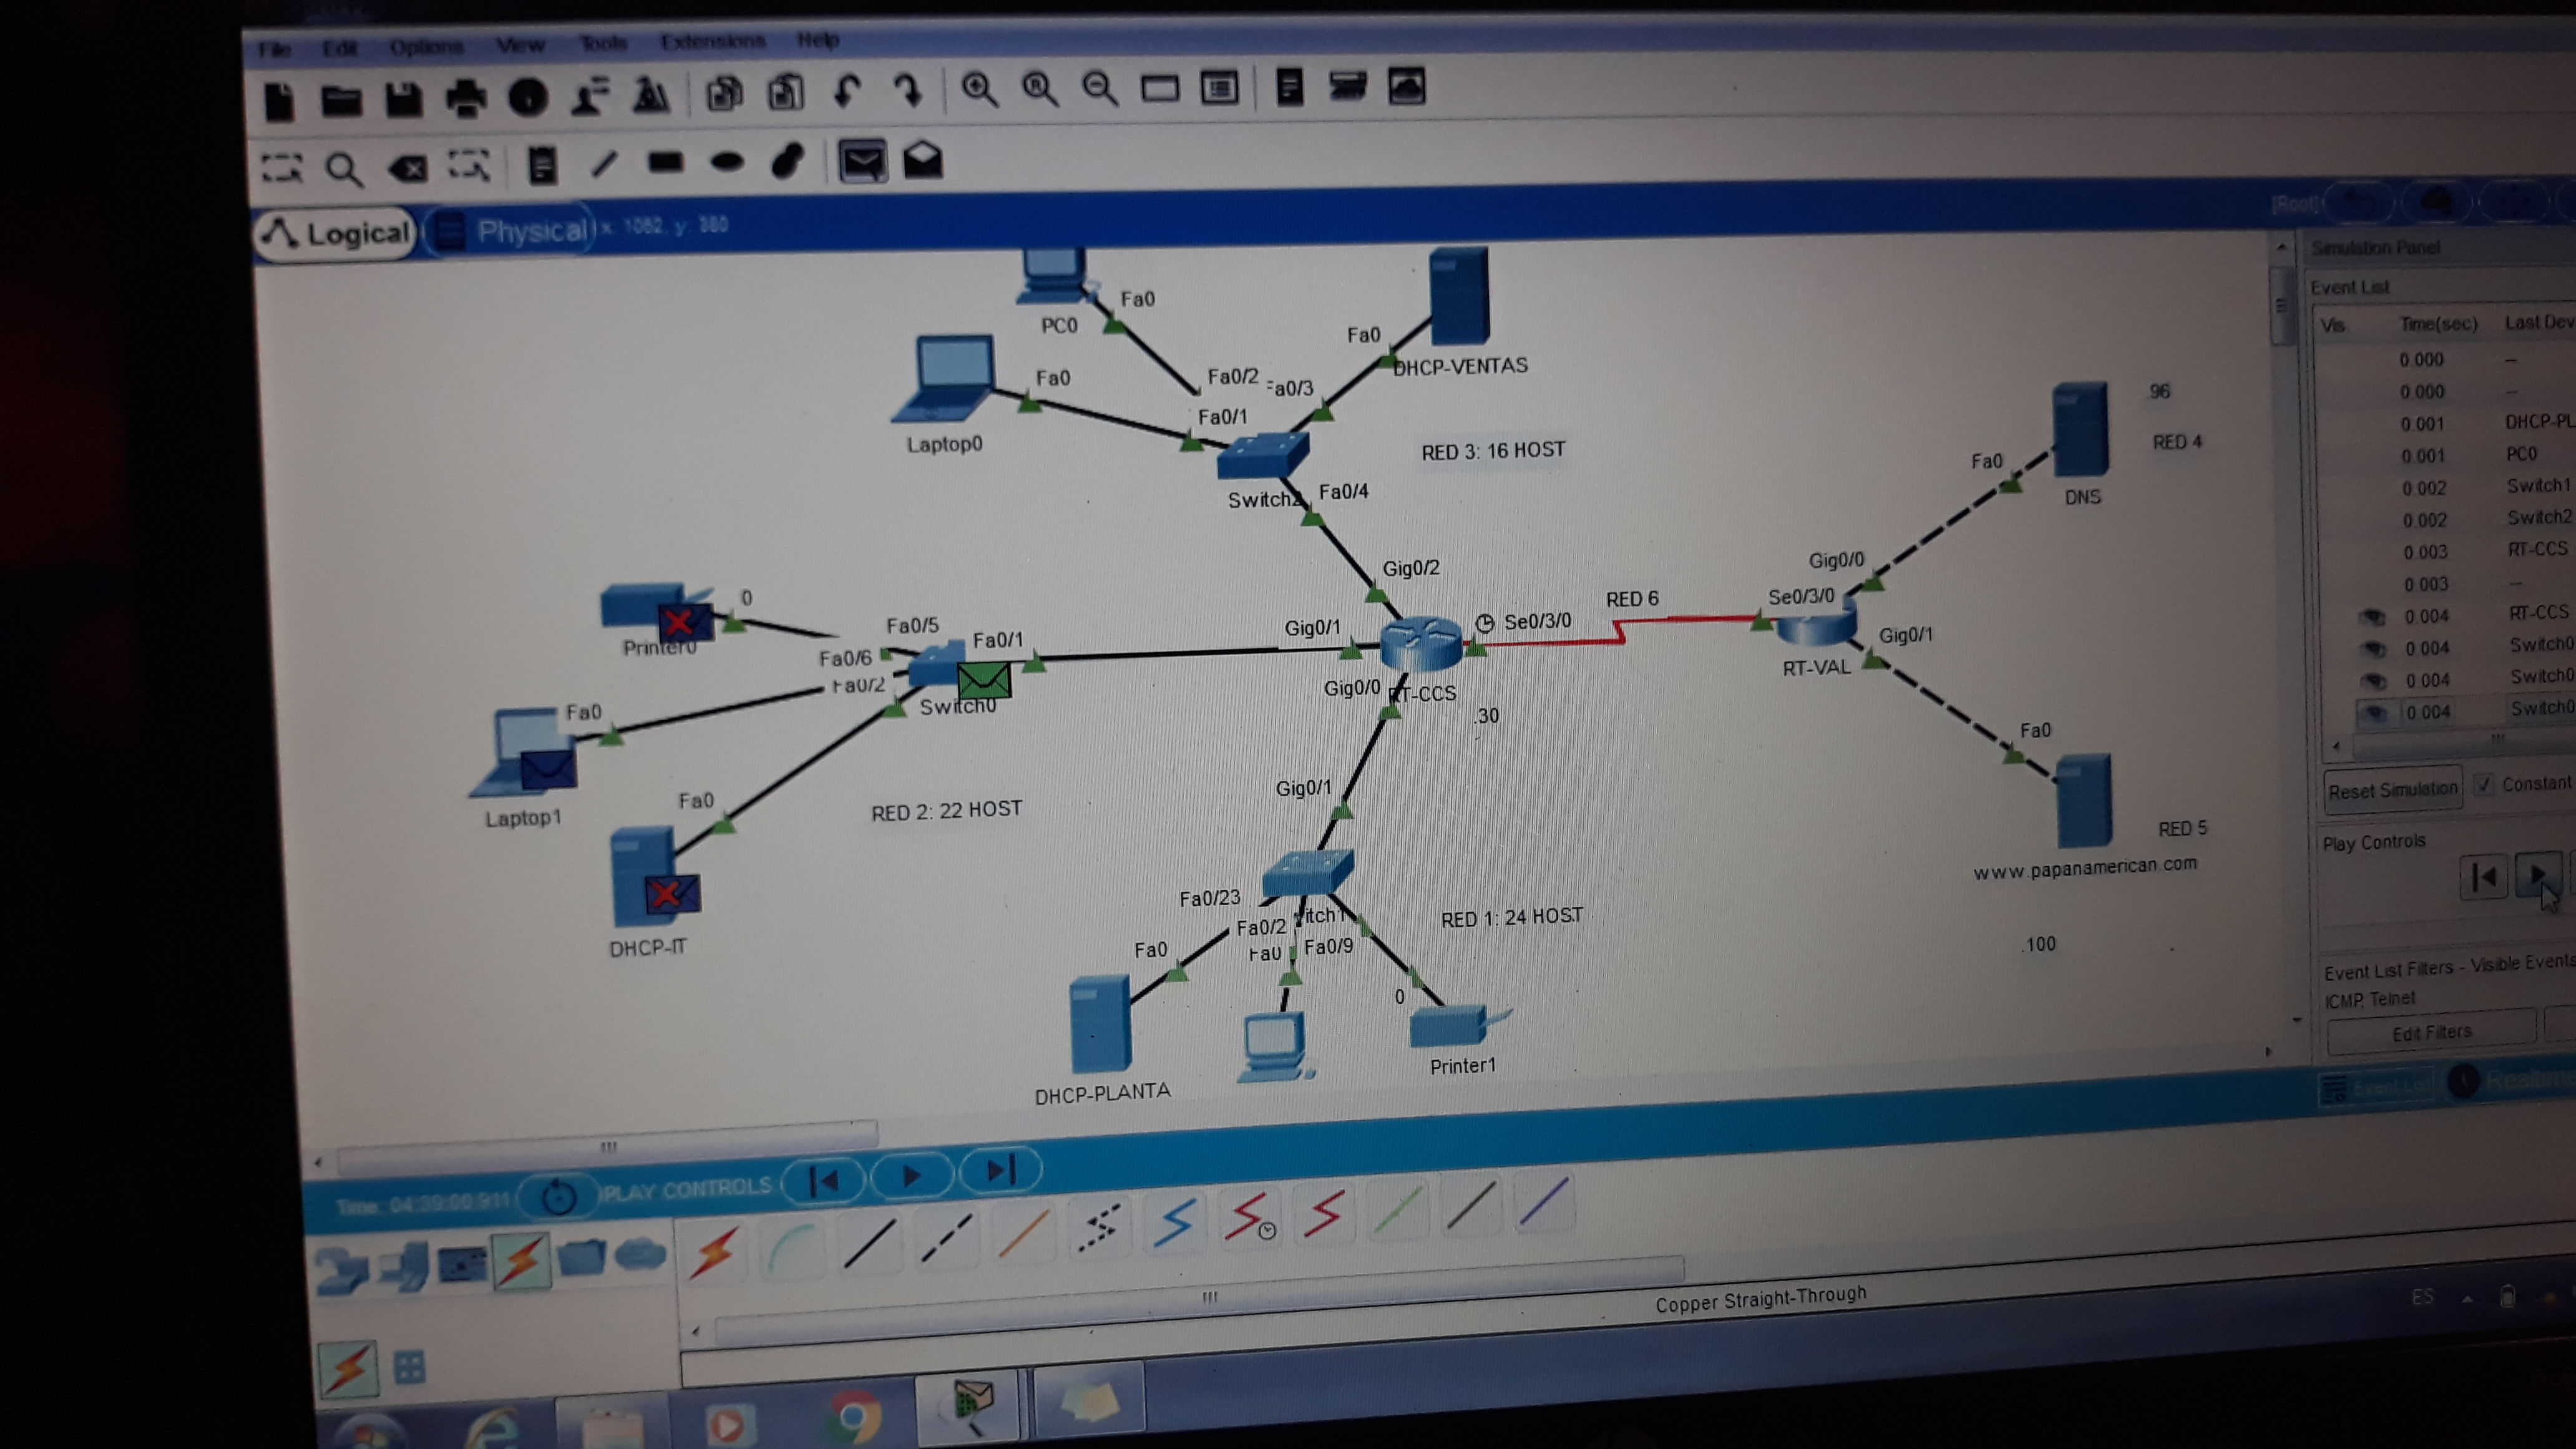 File Edit Options View Tools Extensions Help
Logical Physical x: 1062, y: 380 [Root]
PC0
Fa0
Laptop0
Fa0
Fa0/2
Fa0/1
Fa0/3
Fa0
DHCP-VENTAS
Switch2
Fa0/4
RED 3: 16 HOST
Gig0/2
Gig0/1
Gig0/0
RT-CCS
.30
Se0/3/0
RED 6
Se0/3/0
RT-VAL
Gig0/0
Gig0/1
Fa0
DNS
.96
RED 4
Fa0
RED 5
www.papanamerican.com
.100
Printer0
0
Fa0/5
Fa0/1
Fa0/6
Fa0/2
Switch0
Fa0
Laptop1
Fa0
DHCP-IT
RED 2: 22 HOST
Gig0/1
Fa0/23
Fa0/2
itch1
Fa0
Fa0/9
RED 1: 24 HOST
Fa0
DHCP-PLANTA
0
Printer1
Simulation Panel
Event List
Vis. Time(sec) Last Dev
0.000 --
0.000 --
0.001 DHCP-PL
0.001 PC0
0.002 Switch1
0.002 Switch2
0.003 RT-CCS
0.003 --
0.004 RT-CCS
0.004 Switch0
0.004 Switch0
0.004 Switch0
Reset Simulation Constant
Play Controls
Event List Filters - Visible Events
ICMP, Telnet
Edit Filters
Event List Realtime
Time: 04:39:00.911 PLAY CONTROLS
Copper Straight-Through
ES